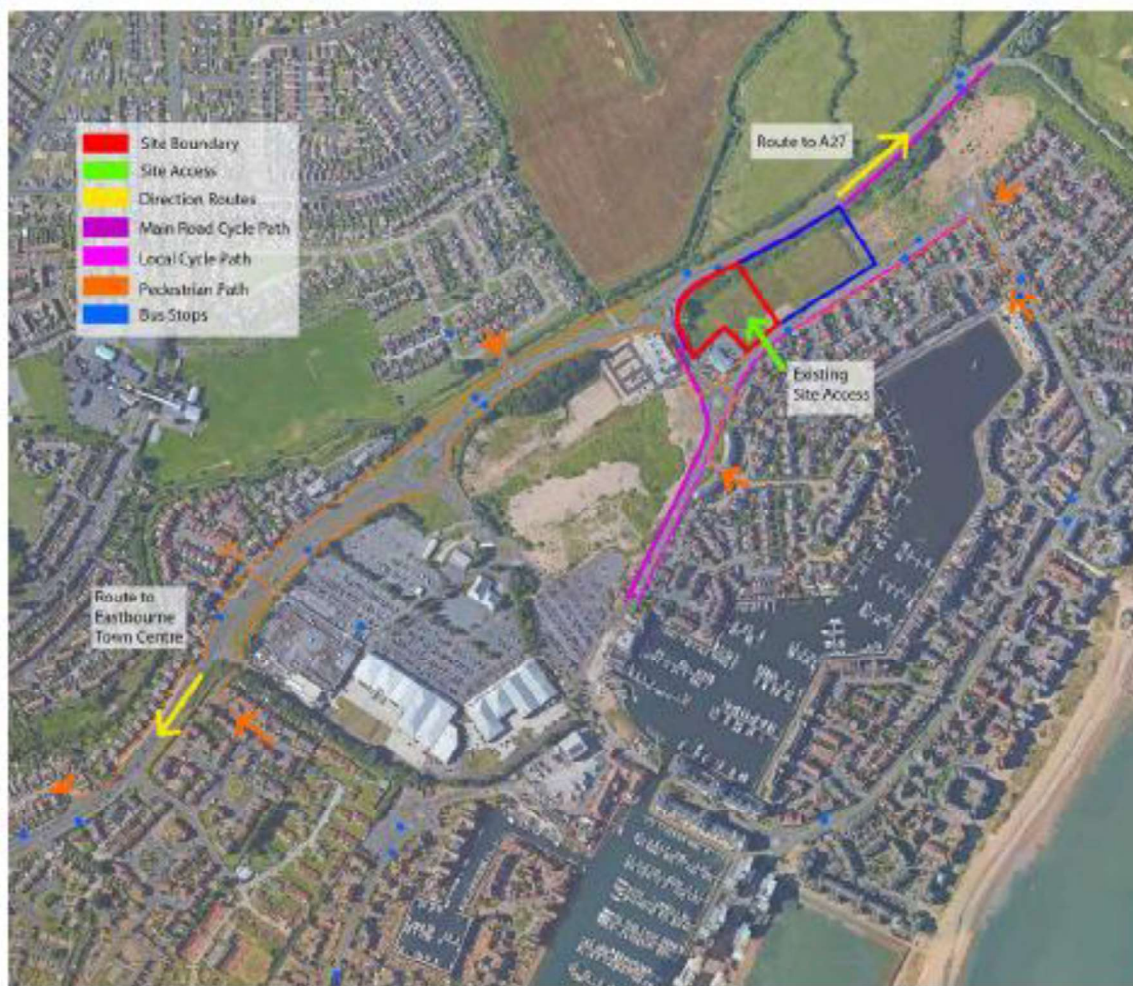 Site Boundary
Site Access
Direction Routes
Main Road Cycle Path
Local Cycle Path
Pedestrian Path
Bus Stops
Route to A27
Existing
Site Access
Route to
Eastbourne
Town Centre